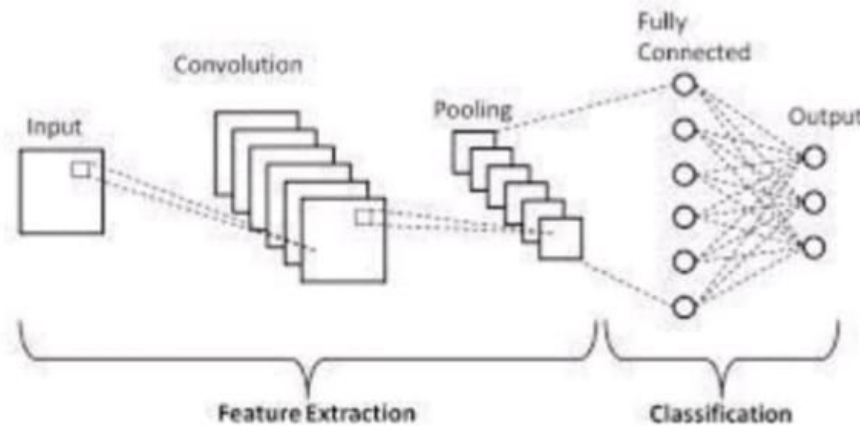 Input
Convolution
Pooling
Fully
Connected
Output
Feature Extraction
Classification